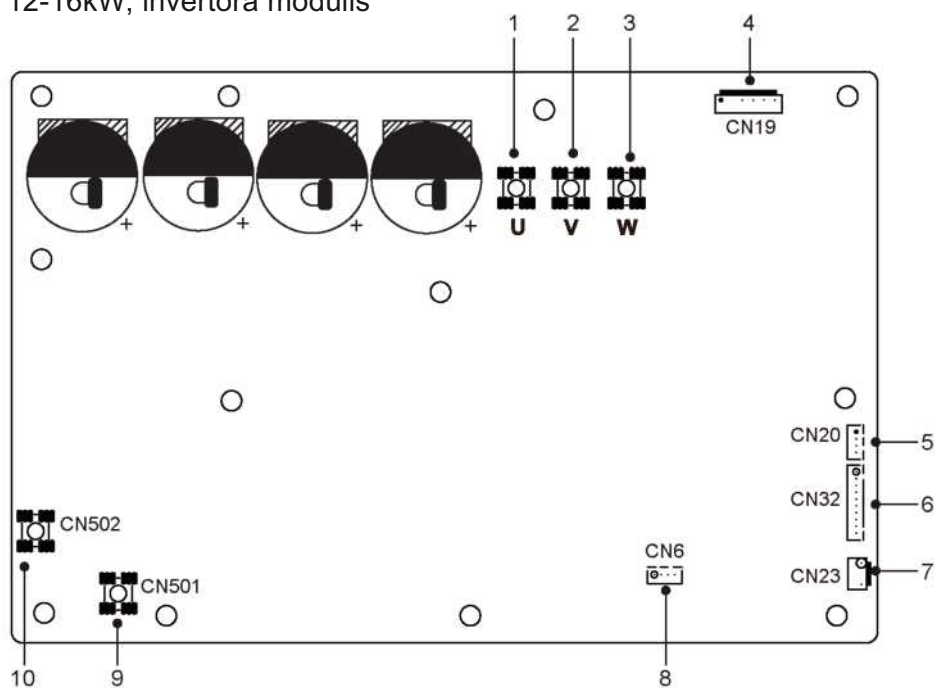 12-16kW, invertora modulis
1 2 3 4
CN19
+ + + +
U V W
CN20 5
CN32 6
CN502
CN6
CN23 7
CN501
10 9 8